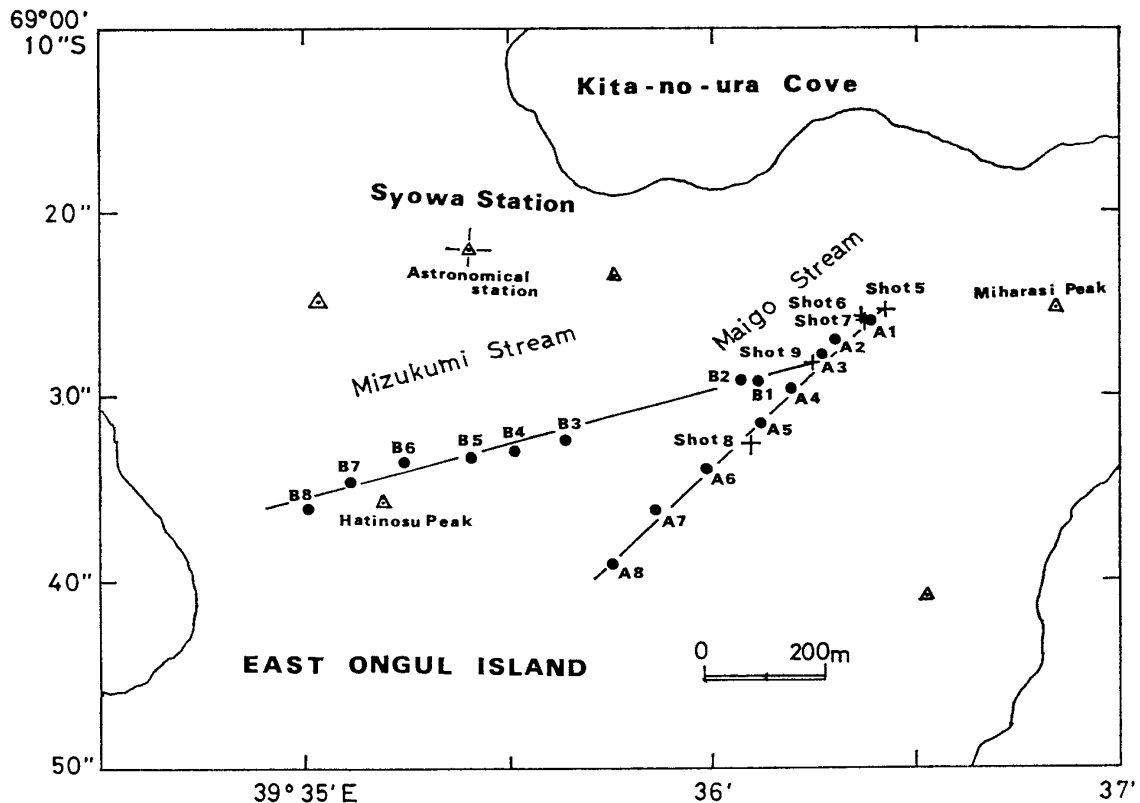 69°00'
10"S
Kita-no-ura Cove
Syowa Station
20"
Astronomical
station
Maigo Stream
Shot 5
Shot 6
Miharasi Peak
Shot 7
A1
A2
Mizukumi Stream
Shot 9
A3
B2
B1
A4
30"
B3
A5
B4
B5
Shot 8
B6
A6
B7
B8
Hatinosu Peak
A7
A8
40"
0 200m
EAST ONGUL ISLAND
50"
39°35'E
36'
37'